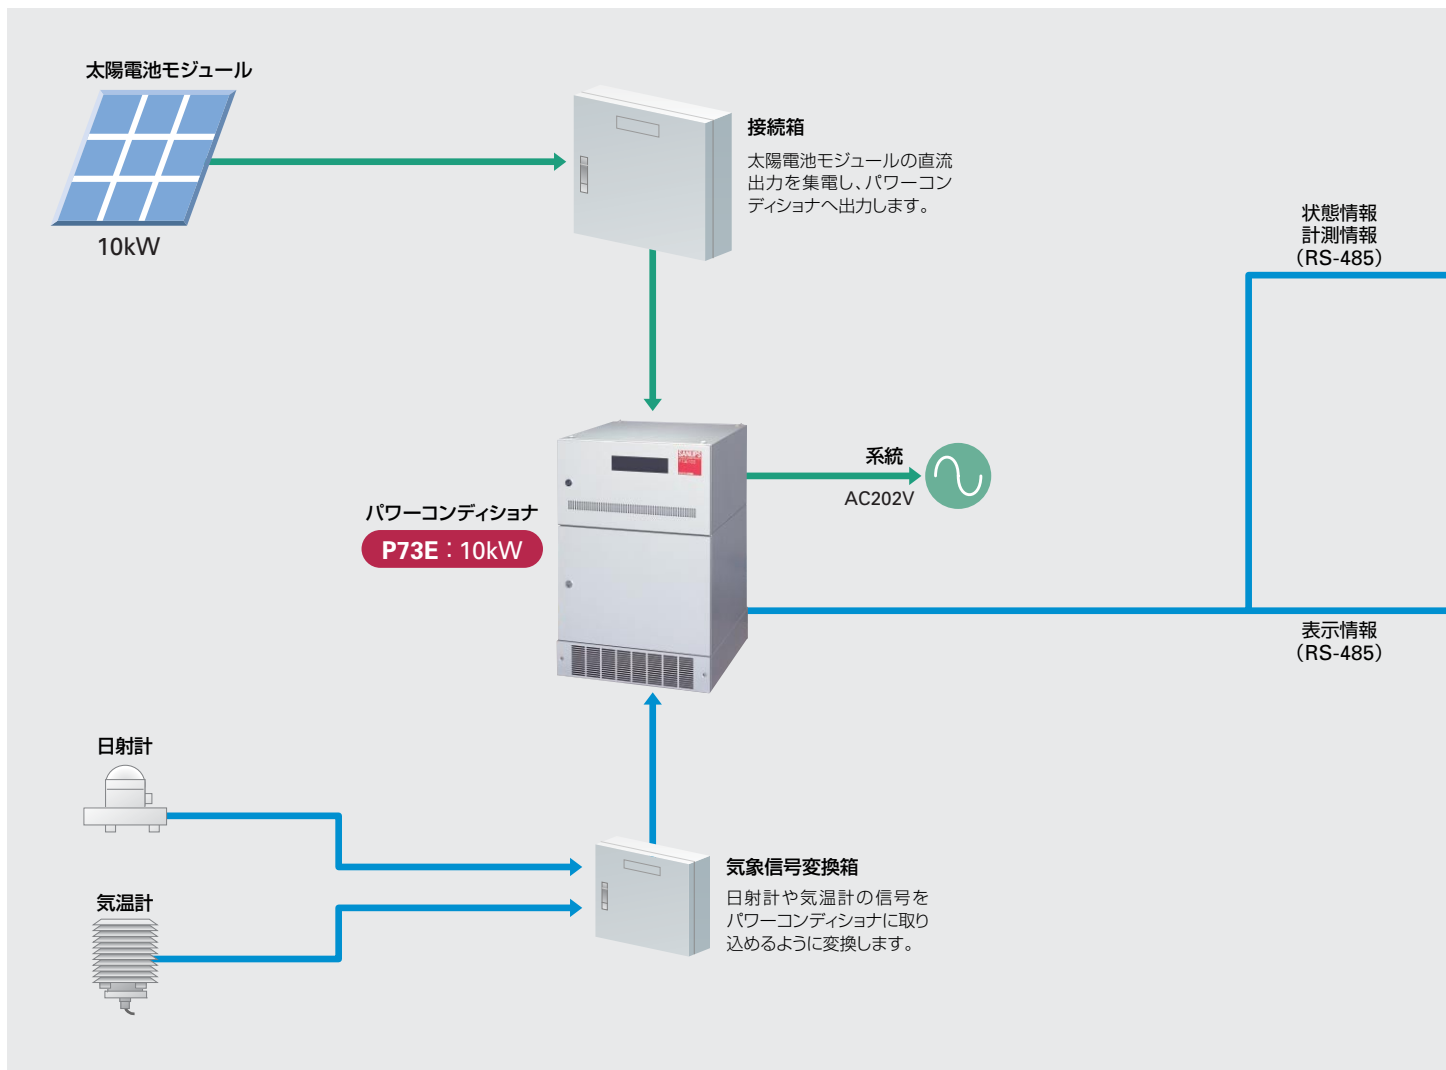 太陽電池モジュール
10kW
接続箱
太陽電池モジュールの直流
出力を集電し、パワーコン
ディショナへ出力します。
状態情報
計測情報
（RS-485）
系統
AC202V
パワーコンディショナ
P73E：10kW
SANUPS
表示情報
（RS-485）
日射計
気温計
気象信号変換箱
日射計や気温計の信号を
パワーコンディショナに取り
込めるように変換します。